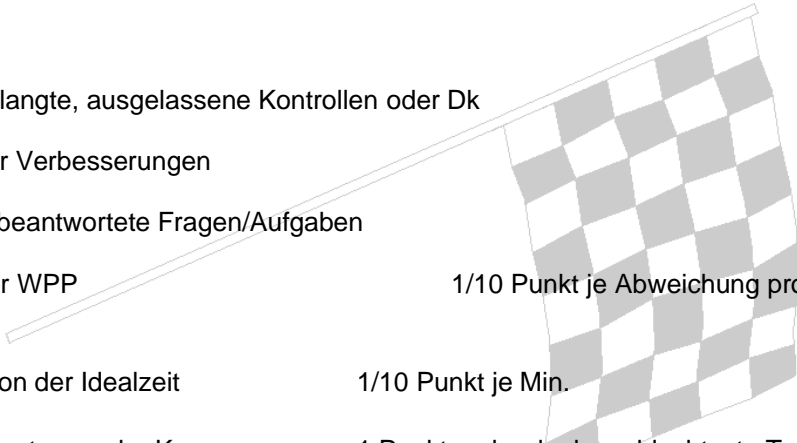 langte, ausgelassene Kontrollen oder Dk
r Verbesserungen
beantwortete Fragen/Aufgaben
r WPP 1/10 Punkt je Abweichung pro
on der Idealzeit 1/10 Punkt je Min.